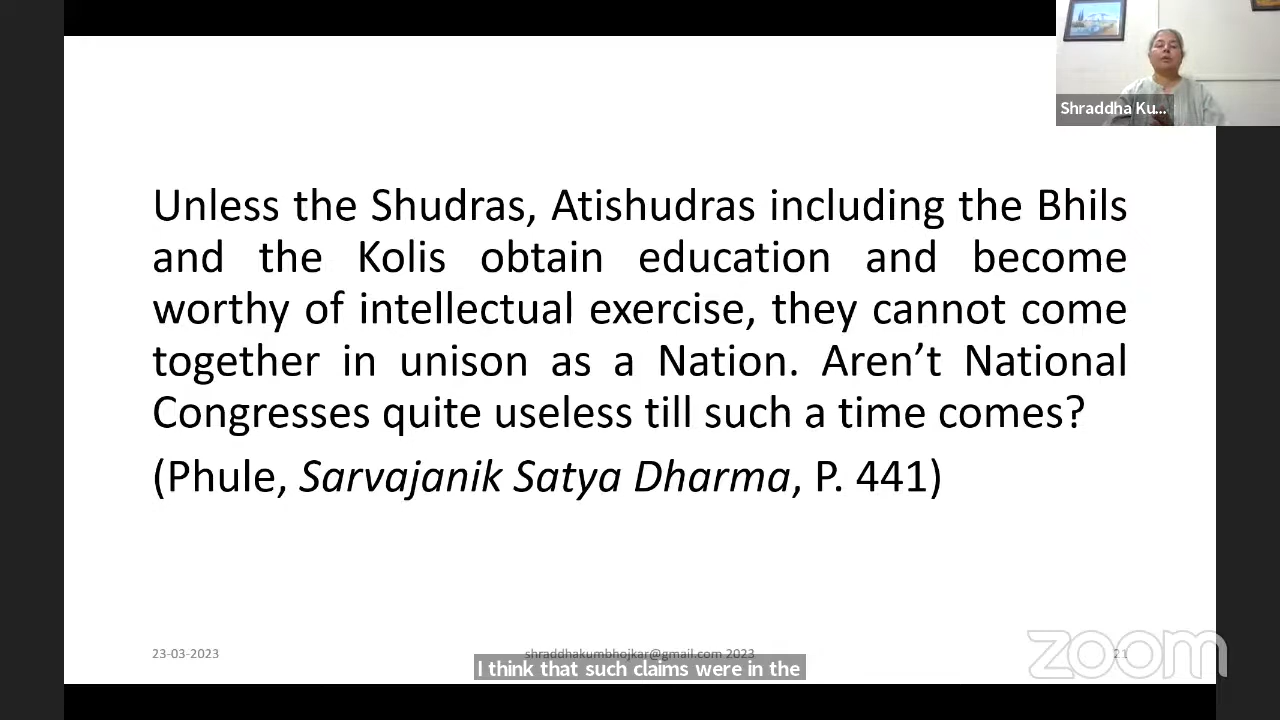 Shraddha Ku...
Unless the Shudras, Atishudras including the Bhils
and the Kolis obtain education and become
worthy of intellectual exercise, they cannot come
together in unison as a Nation. Aren’t National
Congresses quite useless till such a time comes?
(Phule, Sarvajanik Satya Dharma, P. 441)
23-03-2023
shraddhakumbhojkar@gmail.com 2023
21
I think that such claims were in the
zoom